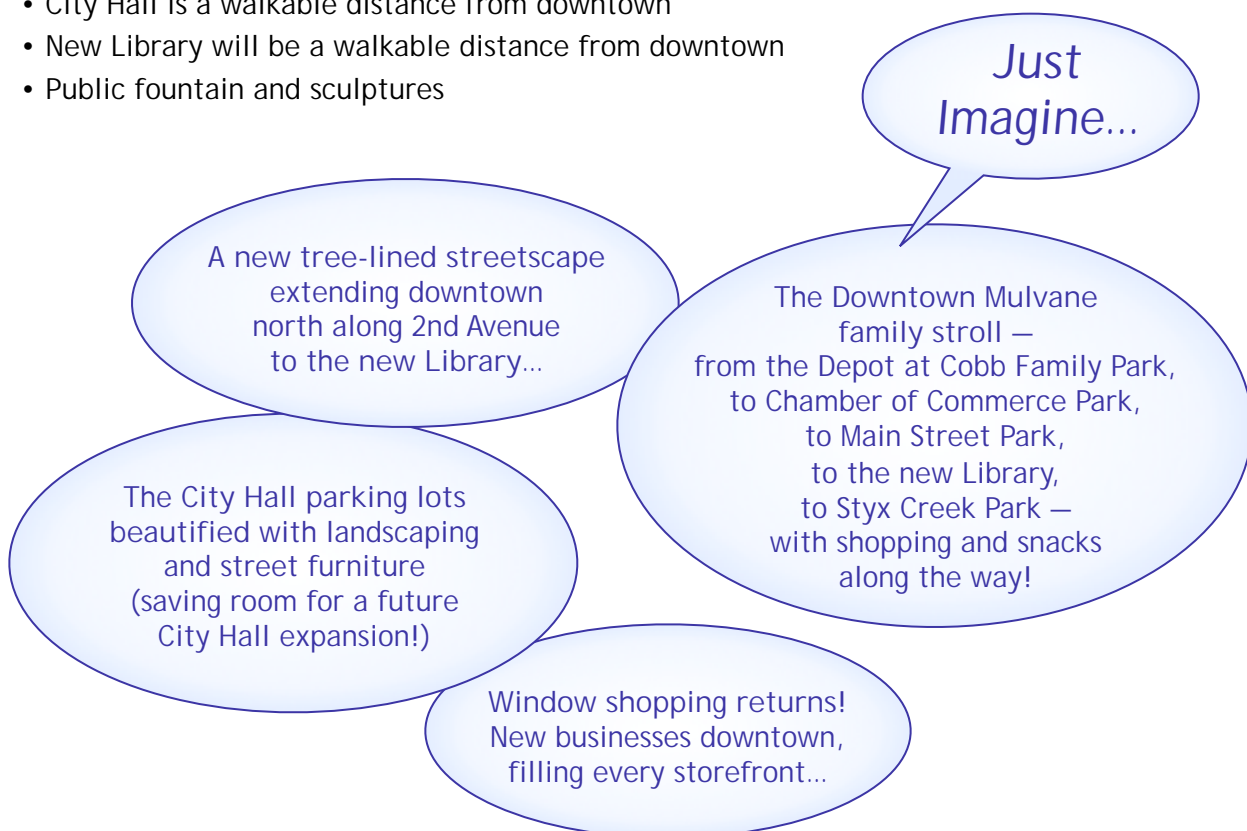 • City Hall is a walkable distance from downtown
• New Library will be a walkable distance from downtown
• Public fountain and sculptures
Just
Imagine...
A new tree-lined streetscape
extending downtown
north along 2nd Avenue
to the new Library...
The Downtown Mulvane
family stroll —
from the Depot at Cobb Family Park,
to Chamber of Commerce Park,
to Main Street Park,
to the new Library,
to Styx Creek Park —
with shopping and snacks
along the way!
The City Hall parking lots
beautified with landscaping
and street furniture
(saving room for a future
City Hall expansion!)
Window shopping returns!
New businesses downtown,
filling every storefront...